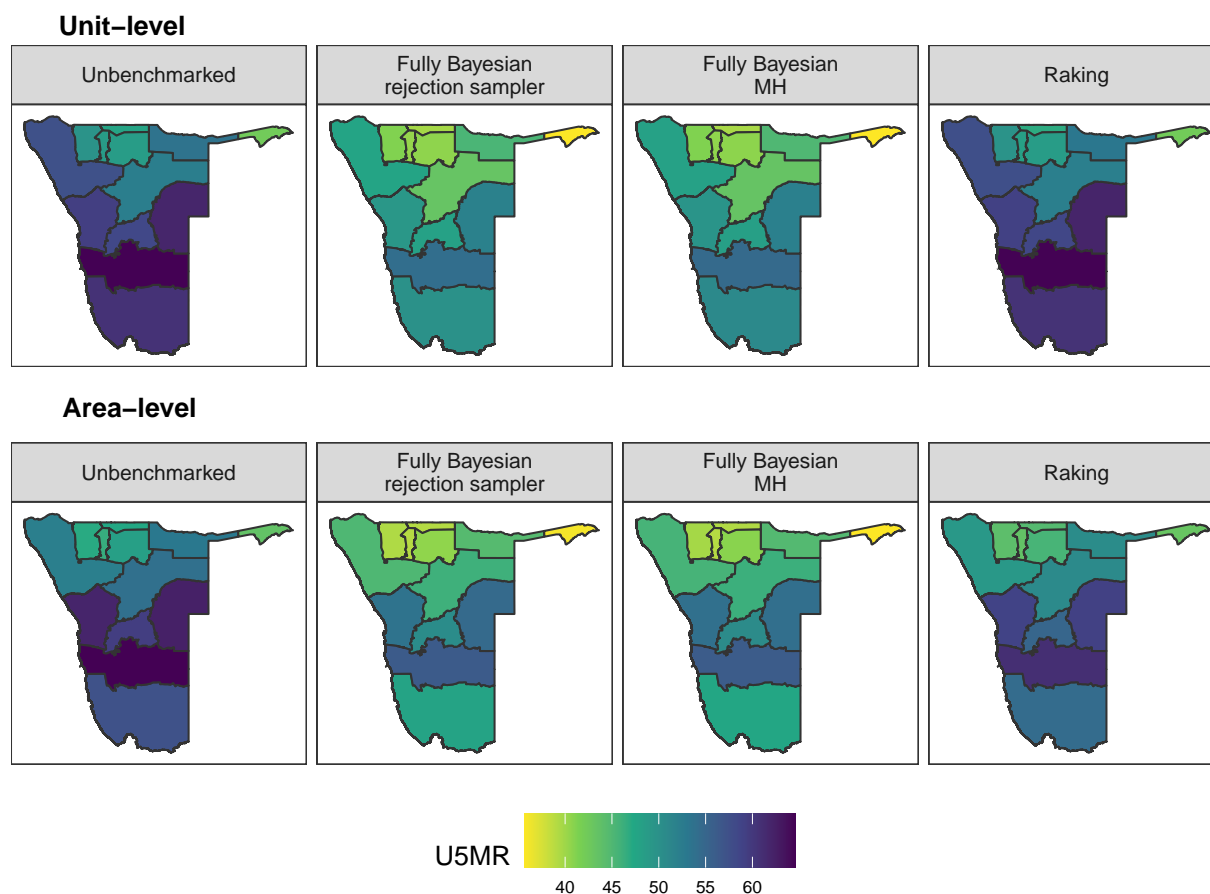 Unit−level
Unbenchmarked
Fully Bayesian
rejection sampler
Fully Bayesian
MH
Raking
Area−level
Unbenchmarked
Fully Bayesian
rejection sampler
Fully Bayesian
MH
Raking
U5MR
40 45 50 55 60